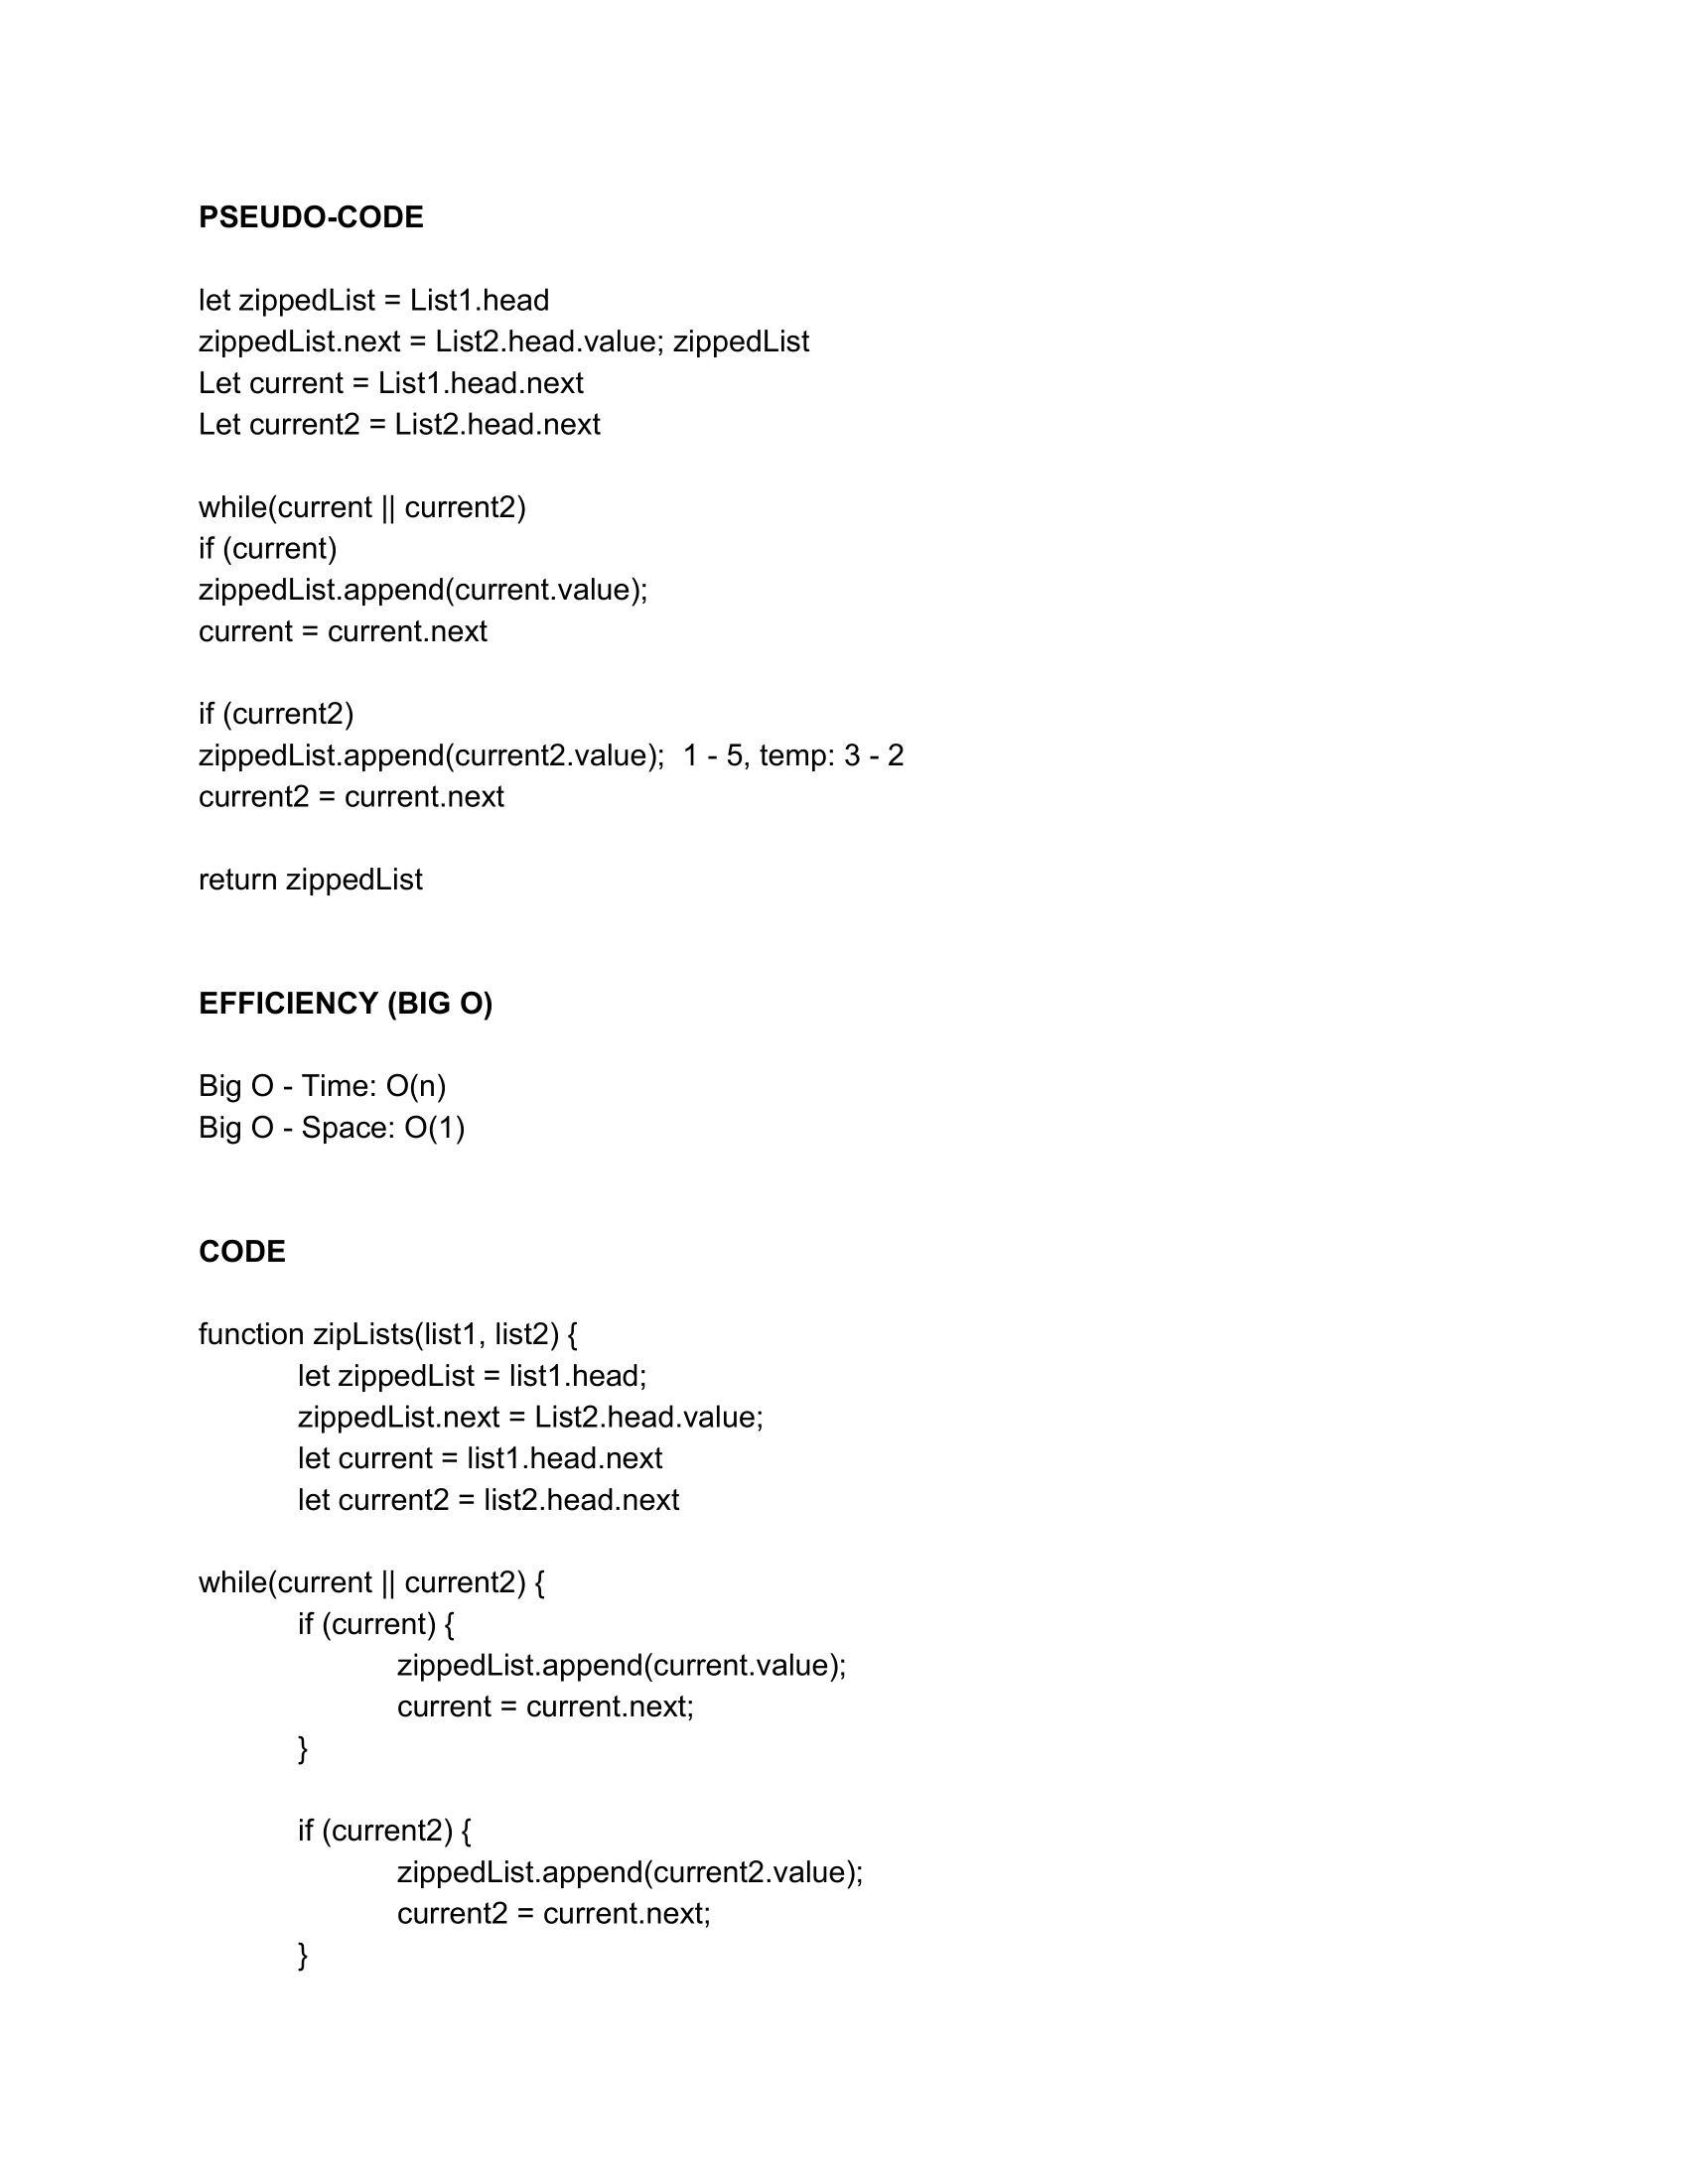 PSEUDO-CODE
let zippedList = List1.head
zippedList.next = List2.head.value; zippedList
Let current = List1.head.next
Let current2 = List2.head.next
while(current || current2)
if (current)
zippedList.append(current.value);
current = current.next
if (current2)
zippedList.append(current2.value);  1 - 5, temp: 3 - 2
current2 = current.next
return zippedList
EFFICIENCY (BIG O)
Big O - Time: O(n)
Big O - Space: O(1)
CODE
function zipLists(list1, list2) {
let zippedList = list1.head;
zippedList.next = List2.head.value;
let current = list1.head.next
let current2 = list2.head.next
while(current || current2) {
if (current) {
zippedList.append(current.value);
current = current.next;
}
if (current2) {
zippedList.append(current2.value);
current2 = current.next;
}